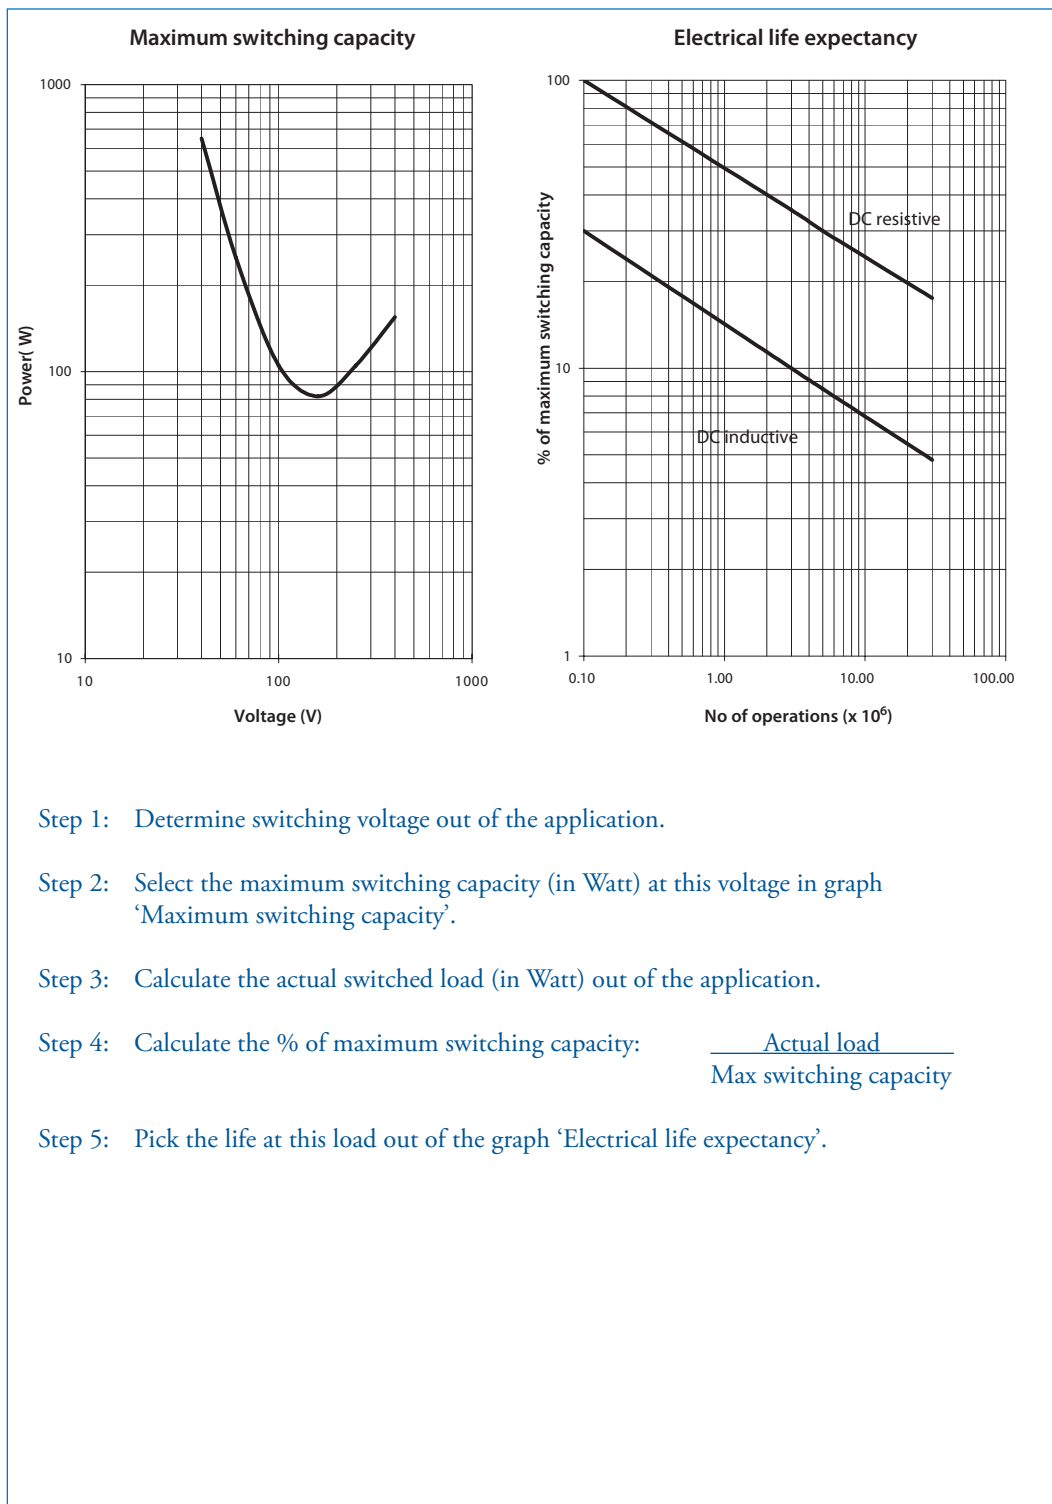 Maximum switching capacity
1000
100
10
Power( W)
10
100
1000
Voltage (V)
Electrical life expectancy
100
10
1
% of maximum switching capacity
DC resistive
DC inductive
0.10
1.00
10.00
100.00
No of operations (x 10⁶)
Step 1: Determine switching voltage out of the application.
Step 2: Select the maximum switching capacity (in Watt) at this voltage in graph
‘Maximum switching capacity’.
Step 3: Calculate the actual switched load (in Watt) out of the application.
Step 4: Calculate the % of maximum switching capacity: Actual load
Max switching capacity
Step 5: Pick the life at this load out of the graph ‘Electrical life expectancy’.